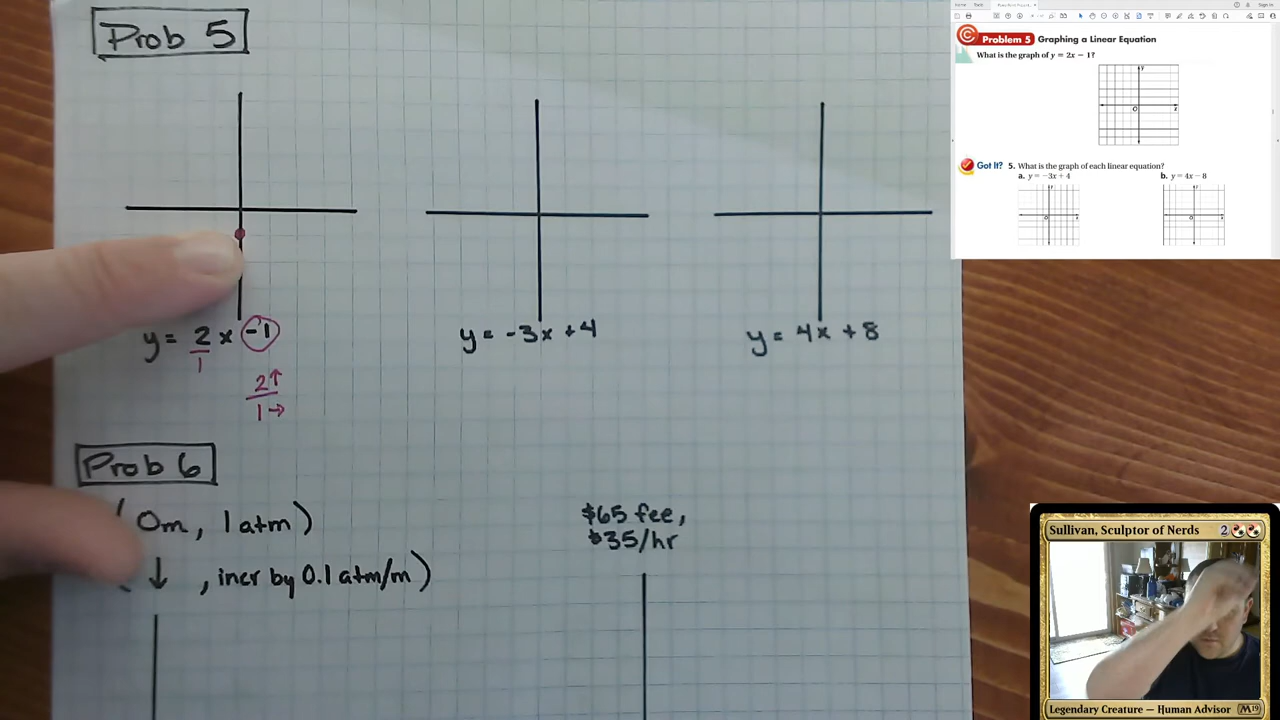 Prob 5
y = 2x -1
1
2↑
1→
y = -3x +4
y = 4x +8
Prob 6
(0m, 1 atm)
(↓, incr by 0.1 atm/m)
$65 fee,
$35/hr
Problem 5 Graphing a Linear Equation
What is the graph of y = 2x − 1?
y
O
x
Got It? 5. What is the graph of each linear equation?
a. y = −3x + 4
b. y = 4x − 8
Sullivan, Sculptor of Nerds 2
Legendary Creature — Human Advisor M19